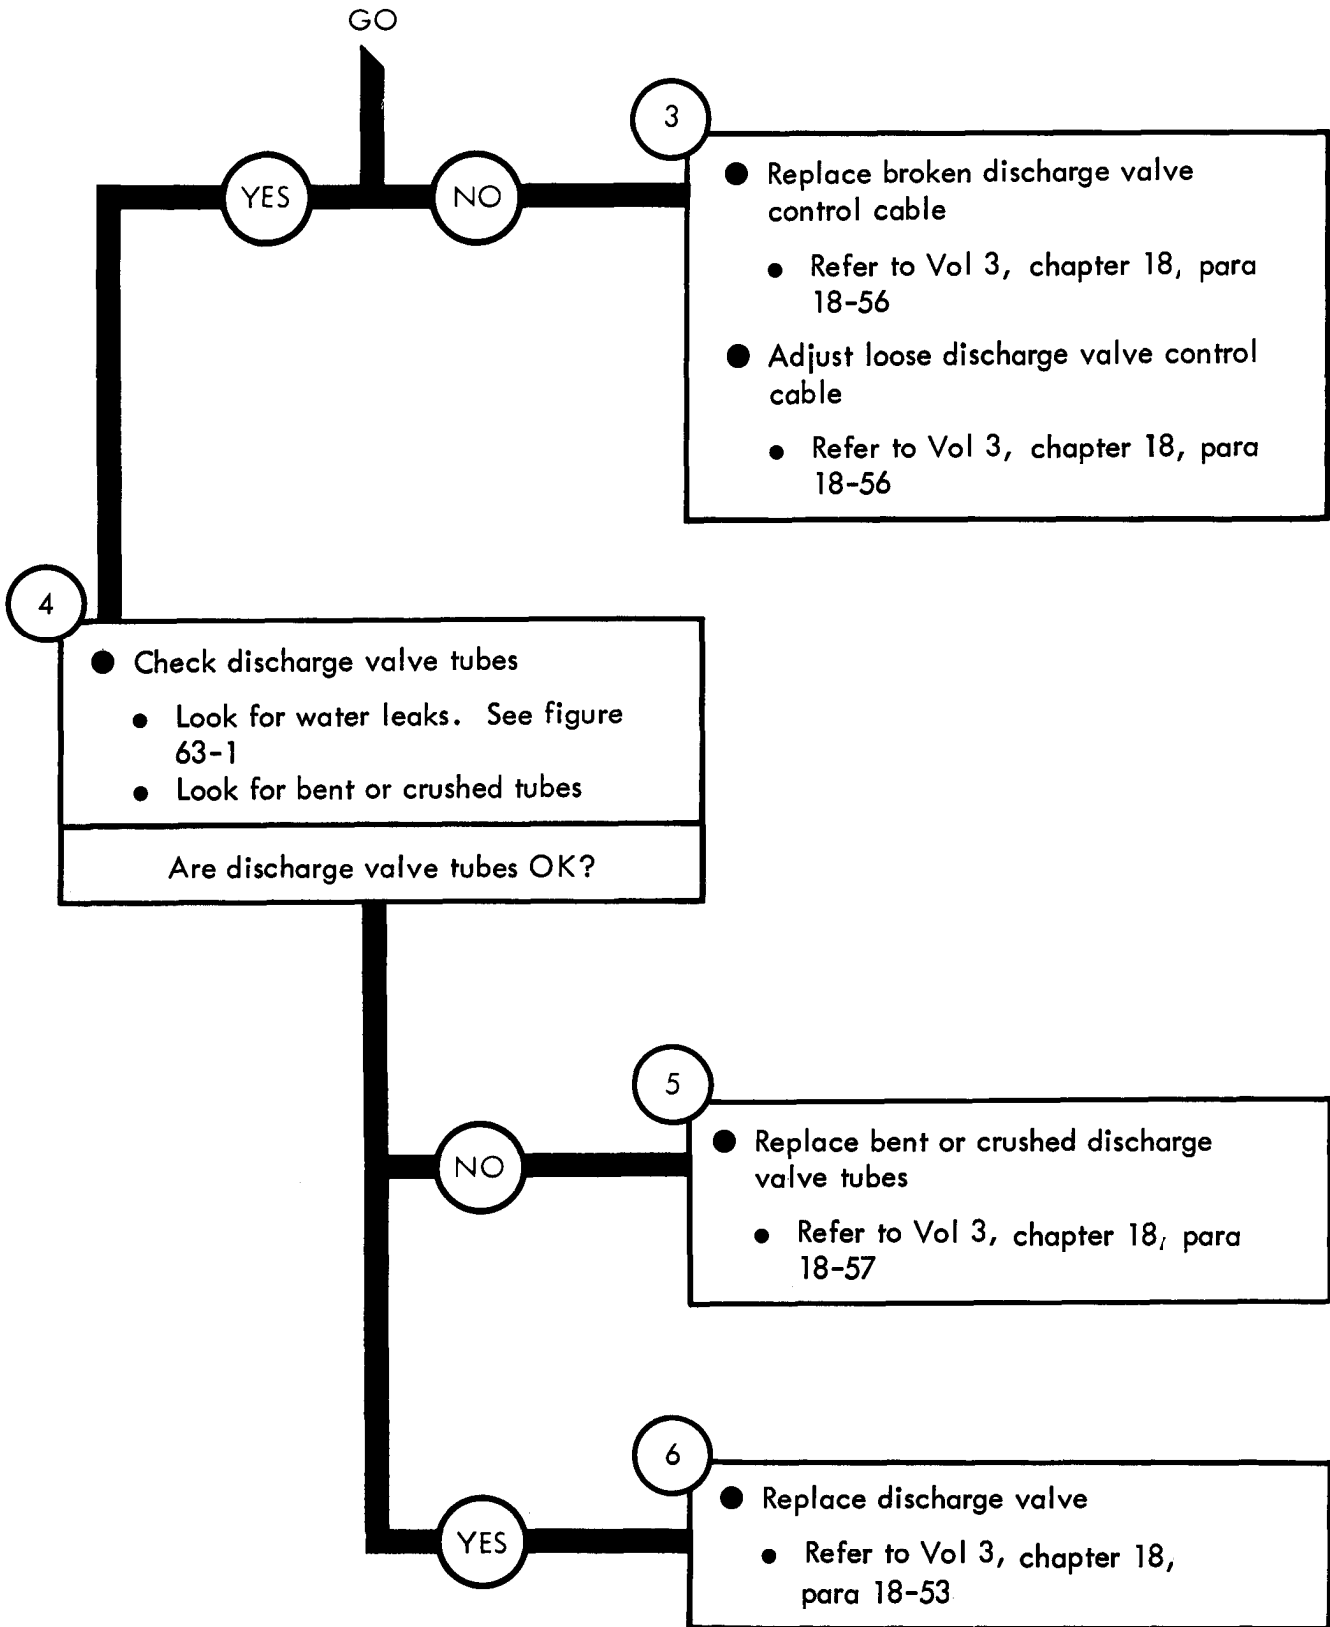 GO
YES
NO
3
● Replace broken discharge valve
control cable
● Refer to Vol 3, chapter 18, para
18-56
● Adjust loose discharge valve control
cable
● Refer to Vol 3, chapter 18, para
18-56
4
● Check discharge valve tubes
● Look for water leaks. See figure
63-1
● Look for bent or crushed tubes
Are discharge valve tubes OK?
NO
5
● Replace bent or crushed discharge
valve tubes
● Refer to Vol 3, chapter 18, para
18-57
YES
6
● Replace discharge valve
● Refer to Vol 3, chapter 18,
para 18-53